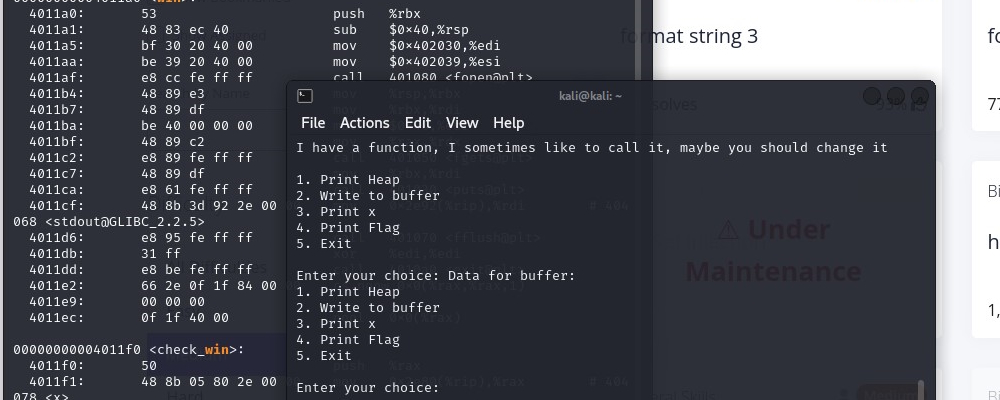 4011a0: 53 push %rbx
4011a1: 48 83 ec 40 sub $0×40,%rsp
4011a5: bf 30 20 40 00 mov $0×402030,%edi
4011aa: be 39 20 40 00 mov $0×402039,%esi
4011af: e8 cc fe ff ff call 401080 <fopen@plt>
4011b4: 48 89 e3
4011b7: 48 89 df
4011ba: be 40 00 00 00
4011bf: 48 89 c2
4011c2: e8 89 fe ff ff
4011c7: 48 89 df
4011ca: e8 61 fe ff ff
4011cf: 48 8b 3d 92 2e 00
068 <stdout@GLIBC_2.2.5>
4011d6: e8 95 fe ff ff
4011db: 31 ff
4011dd: e8 be fe ff ff
4011e2: 66 2e 0f 1f 84 00
4011e9: 00 00 00
4011ec: 0f 1f 40 00
00000000004011f0 <check_win>:
4011f0: 50
4011f1: 48 8b 05 80 2e 00
078 <x>
kali@kali: ~
File Actions Edit View Help
I have a function, I sometimes like to call it, maybe you should change it
1. Print Heap
2. Write to buffer
3. Print x
4. Print Flag
5. Exit
Enter your choice: Data for buffer:
1. Print Heap
2. Write to buffer
3. Print x
4. Print Flag
5. Exit
Enter your choice:
format string 3
solves
⚠ Under
Maintenance